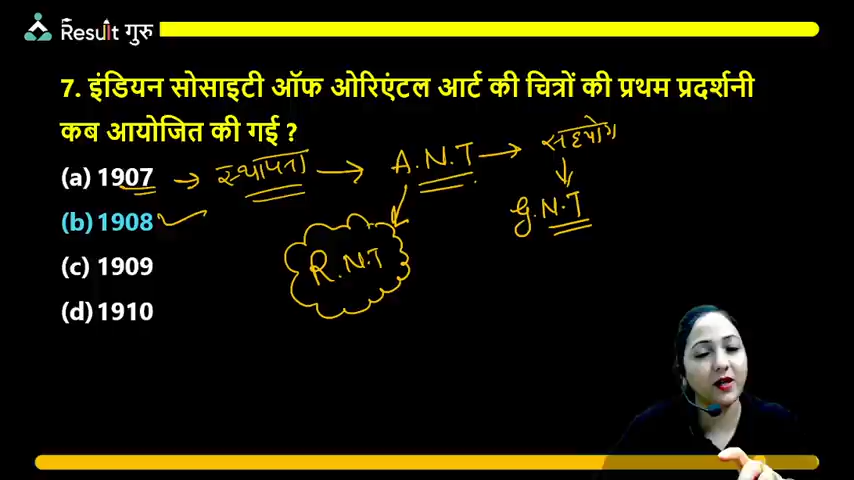 Result गुरु
7. इंडियन सोसाइटी ऑफ ओरिएंटल आर्ट की चित्रों की प्रथम प्रदर्शनी
कब आयोजित की गई ?
(a) 1907 → स्थापना → A.N.T → सहयोग
G.N.T
(b) 1908
R.N.T
(c) 1909
(d) 1910